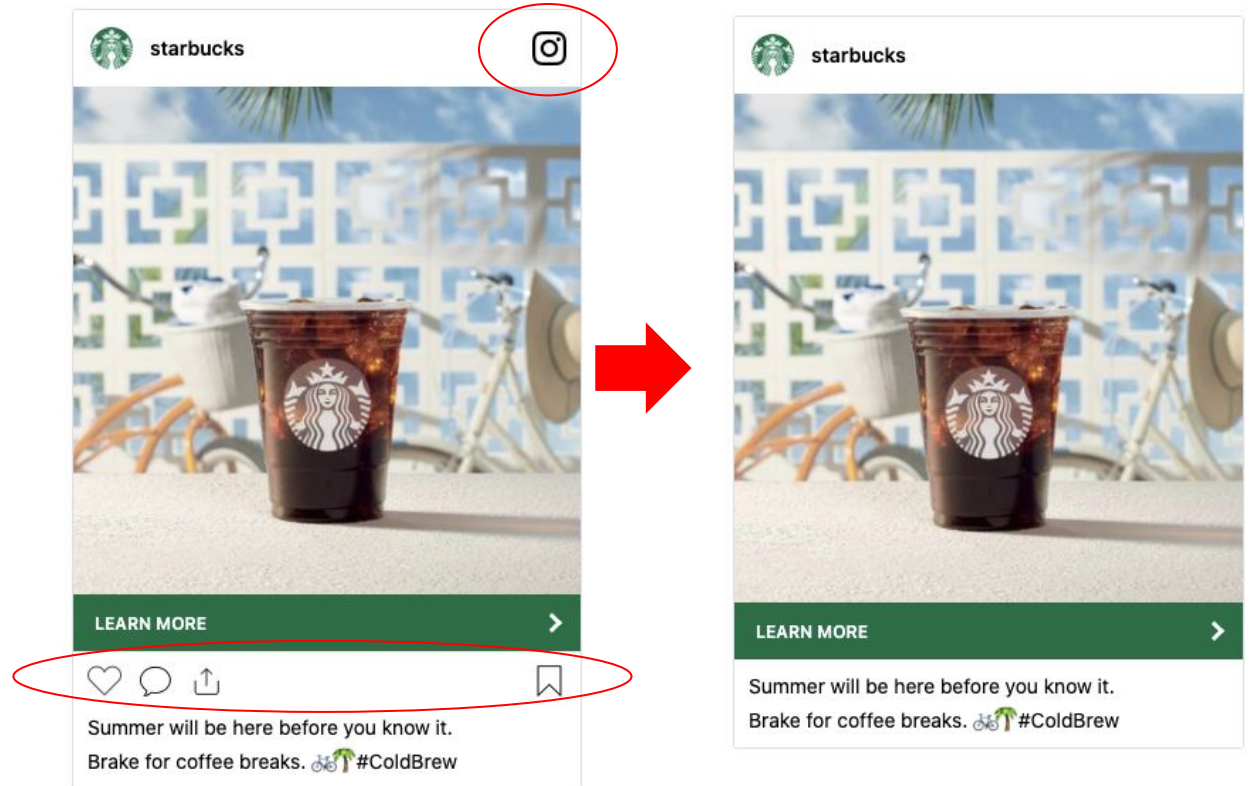 starbucks
LEARN MORE
Summer will be here before you know it.
Brake for coffee breaks. 🚲🌴#ColdBrew
starbucks
LEARN MORE
Summer will be here before you know it.
Brake for coffee breaks. 🚲🌴#ColdBrew